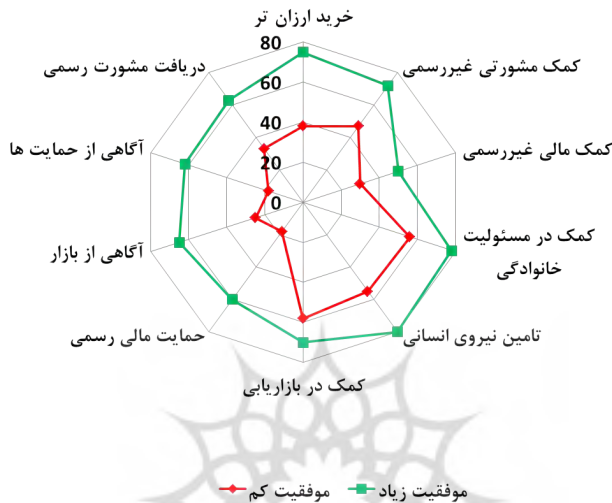 خرید ارزان تر
کمک مشورتی غیررسمی
کمک مالی غیررسمی
کمک در مسئولیت
خانوادگی
تامین نیروی انسانی
کمک در بازاریابی
حمایت مالی رسمی
آگاهی از بازار
آگاهی از حمایت ها
دریافت مشورت رسمی
80
60
40
20
0
موفقیت زیاد
موفقیت کم